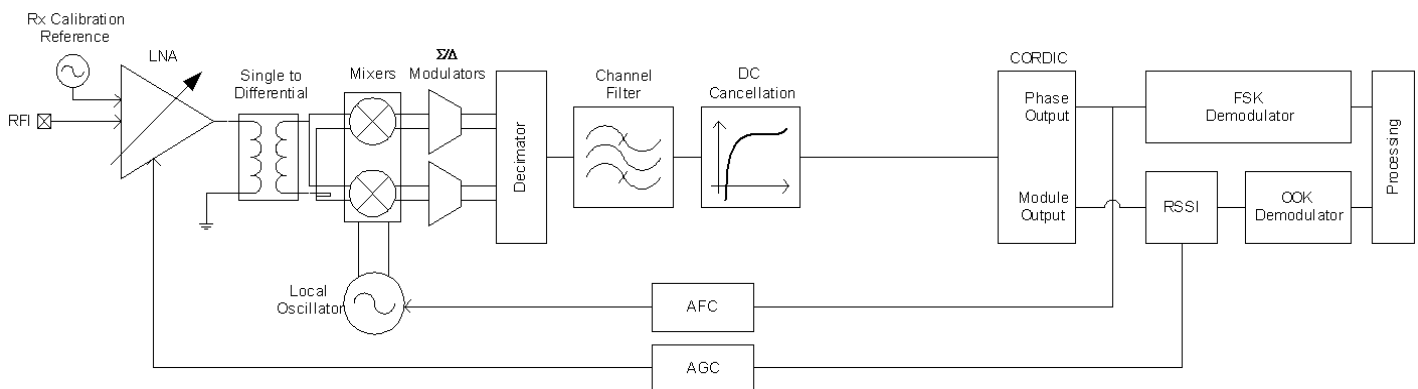 Rx Calibration
Reference
LNA
RFI
Single to
Differential
Mixers
Σ/Δ
Modulators
Decimator
Channel
Filter
DC
Cancellation
CORDIC
Phase
Output
Module
Output
FSK
Demodulator
RSSI
OOK
Demodulator
Processing
Local
Oscillator
AFC
AGC